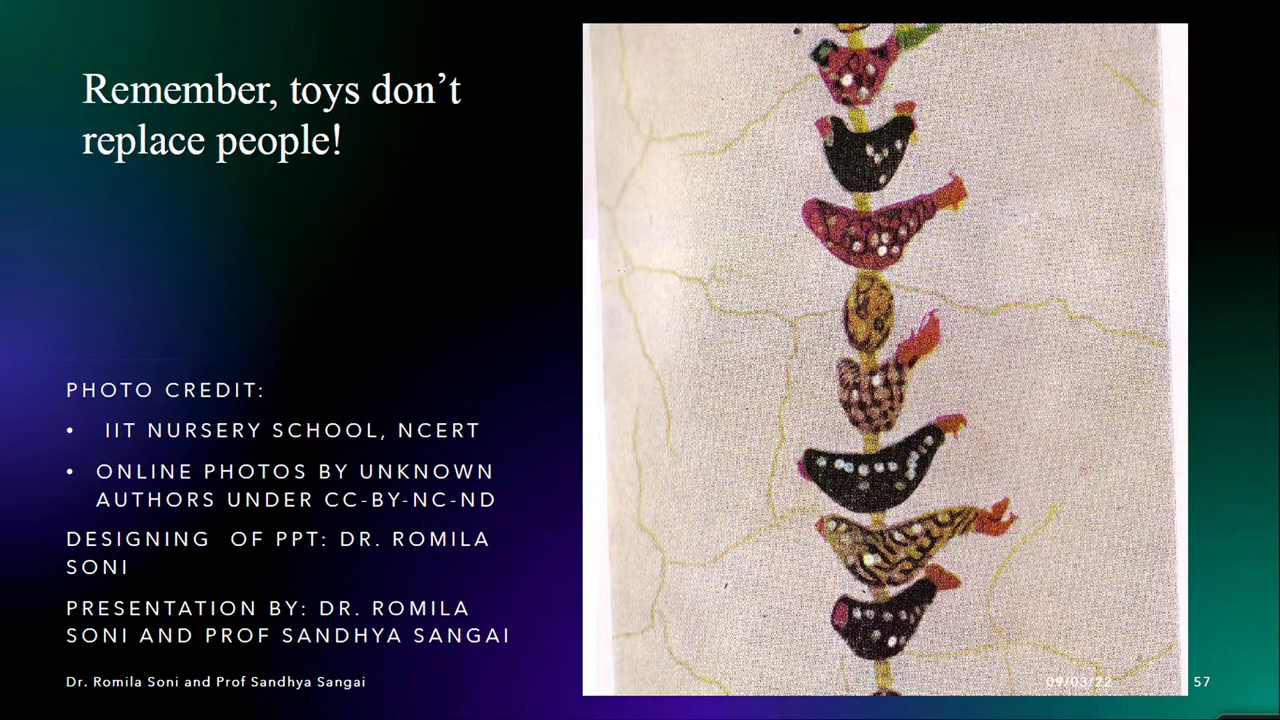 Remember, toys don’t
replace people!
PHOTO CREDIT:
• IIT NURSERY SCHOOL, NCERT
• ONLINE PHOTOS BY UNKNOWN
AUTHORS UNDER CC-BY-NC-ND
DESIGNING OF PPT: DR. ROMILA
SONI
PRESENTATION BY: DR. ROMILA
SONI AND PROF SANDHYA SANGAI
Dr. Romila Soni and Prof Sandhya Sangai
09/03/22
57